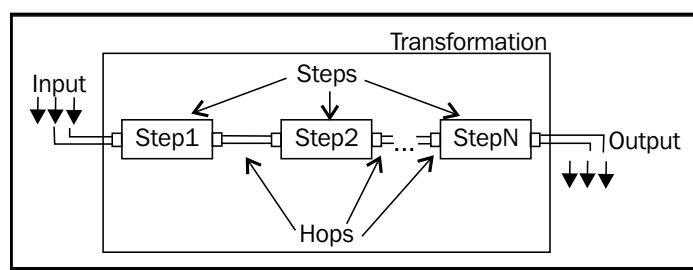 Transformation
Input
Steps
Step1
Step2
...
StepN
Output
Hops